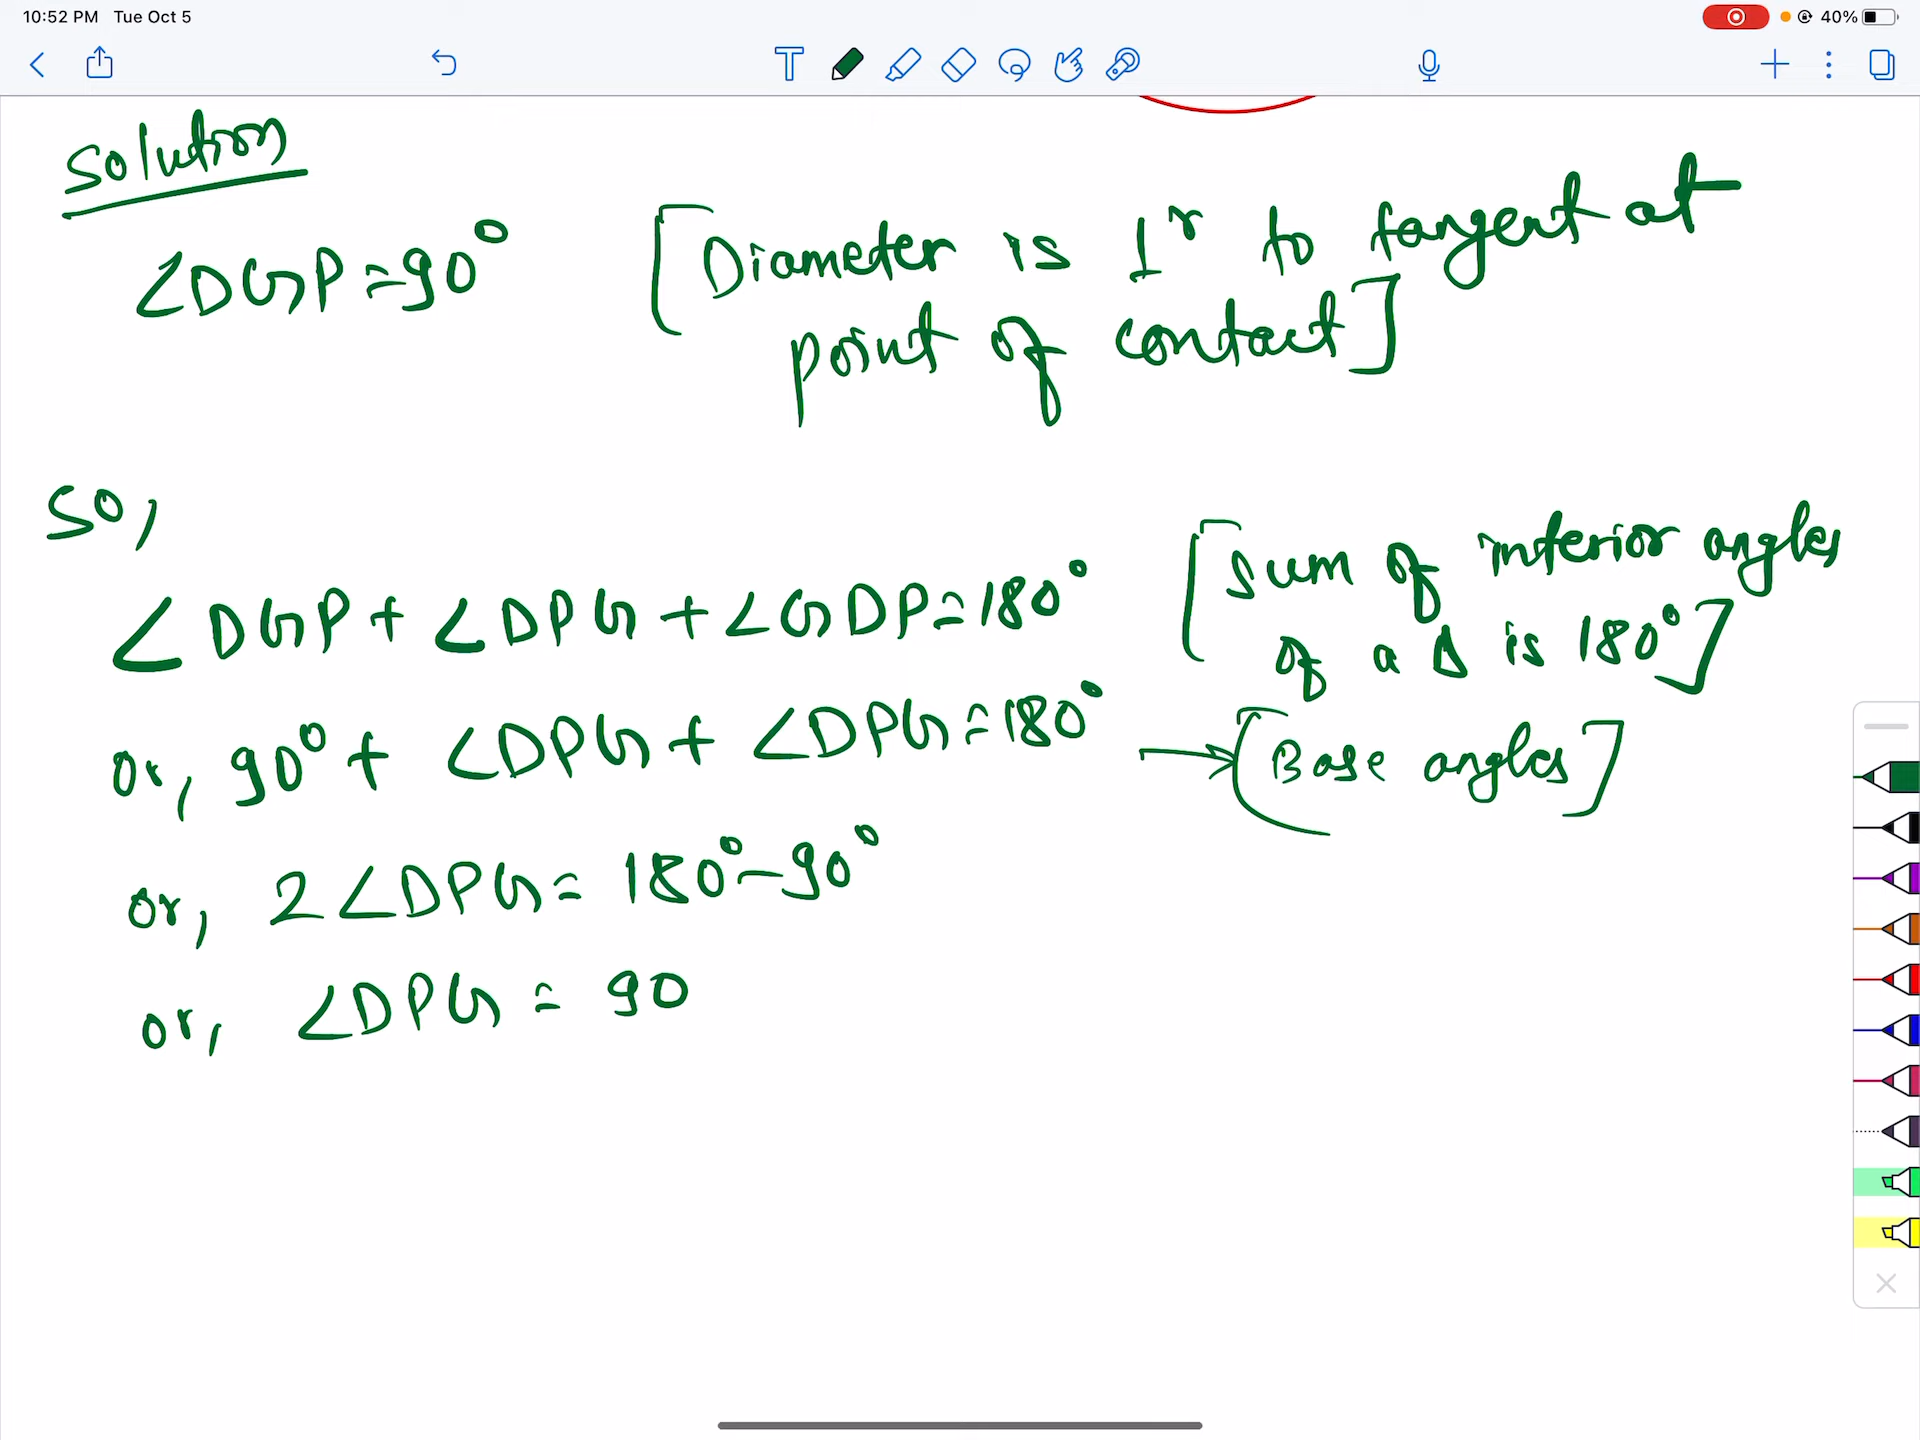 10:52 PM Tue Oct 5
40%
Solution
∠DGP = 90° [Diameter is ⊥r to tangent at
point of contact]
So,
∠DGP + ∠DPG + ∠GDP = 180° [Sum of interior angles
of a Δ is 180°]
or, 90° + ∠DPG + ∠DPG = 180° → [Base angles]
or, 2∠DPG = 180° - 90°
or, ∠DPG = 90